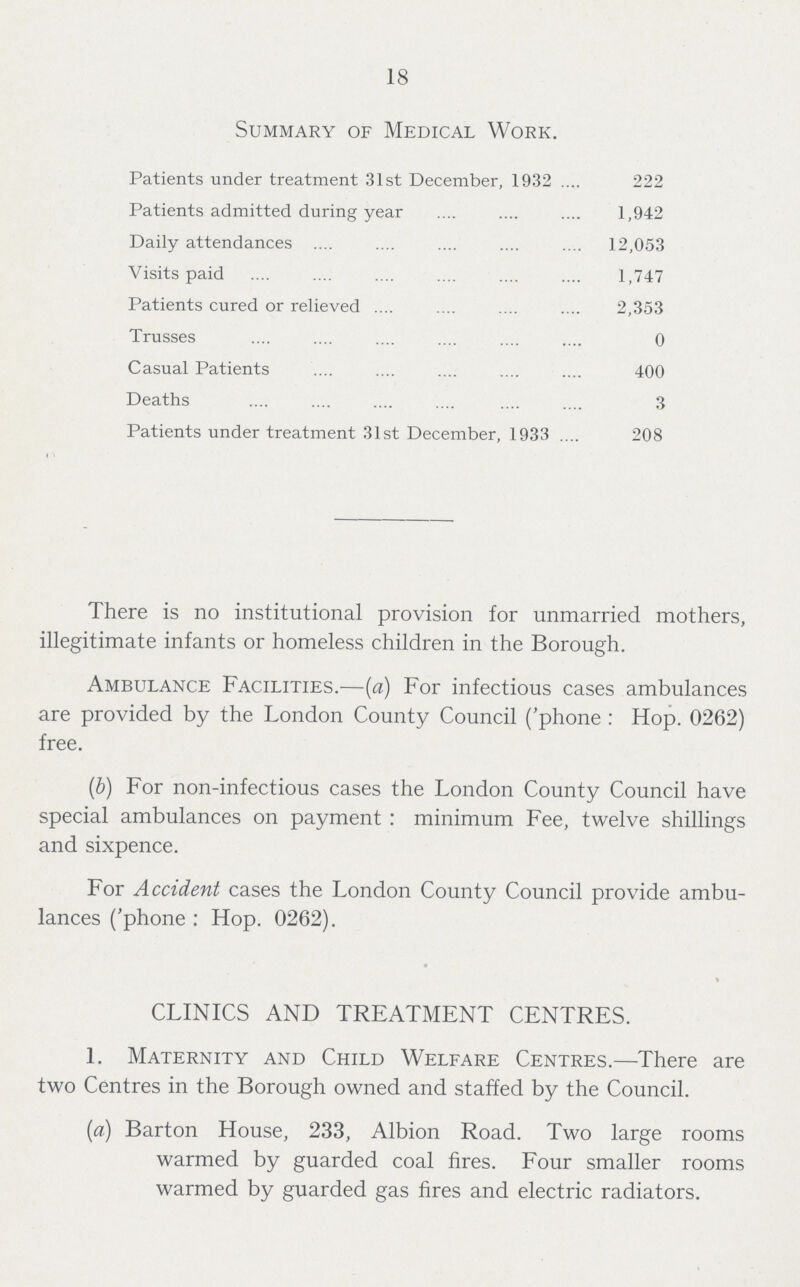 18
Summary of Medical Work.
Patients under treatment 31st December, 1932 .... 222
Patients admitted during year .... .... .... 1,942
Daily attendances .... .... .... .... .... 12,053
Visits paid .... .... .... .... .... .... 1,747
Patients cured or relieved .... .... .... .... 2,353
Trusses .... .... .... .... .... .... 0
Casual Patients .... .... .... .... .... 400
Deaths .... .... .... .... .... .... 3
Patients under treatment 31st December, 1933 .... 208
There is no institutional provision for unmarried mothers,
illegitimate infants or homeless children in the Borough.
Ambulance Facilities.—(a) For infectious cases ambulances
are provided by the London County Council ('phone : Hop. 0262)
free.
(b) For non-infectious cases the London County Council have
special ambulances on payment : minimum Fee, twelve shillings
and sixpence.
For Accident cases the London County Council provide ambu-
lances ('phone : Hop. 0262).
CLINICS AND TREATMENT CENTRES.
1. Maternity and Child Welfare Centres.—There are
two Centres in the Borough owned and staffed by the Council.
(a) Barton House, 233, Albion Road. Two large rooms
warmed by guarded coal fires. Four smaller rooms
warmed by guarded gas fires and electric radiators.